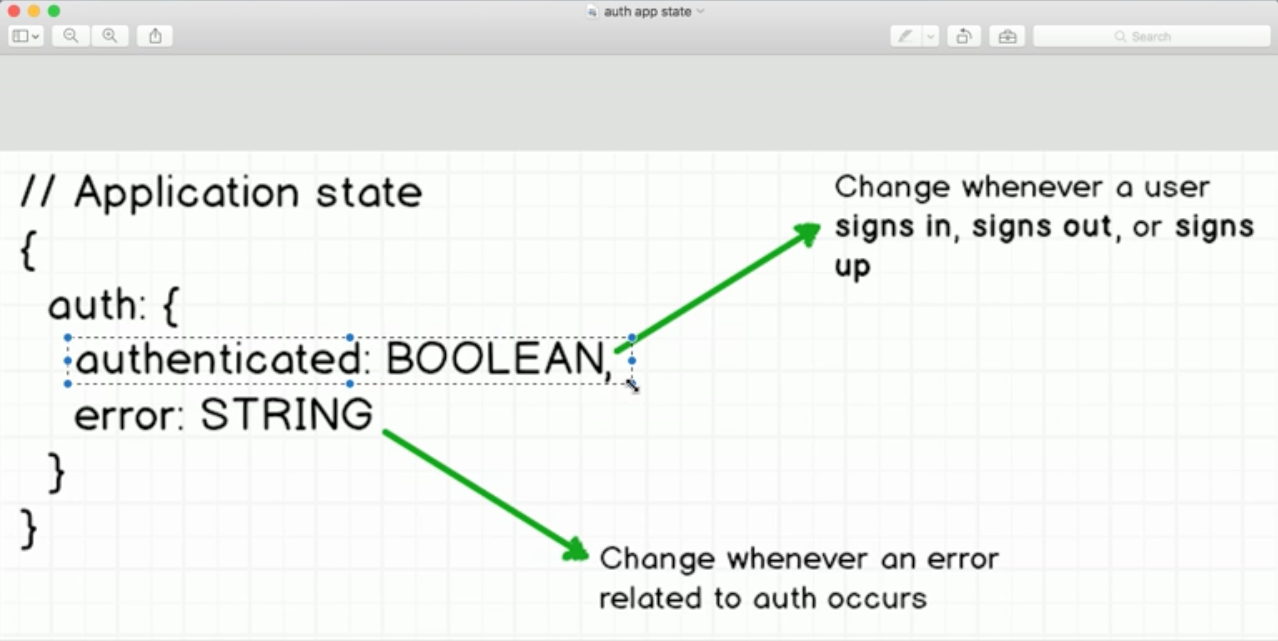 auth app state
Search
// Application state
{
auth: {
authenticated: BOOLEAN,
error: STRING
}
}
Change whenever a user
signs in, signs out, or signs
up
Change whenever an error
related to auth occurs